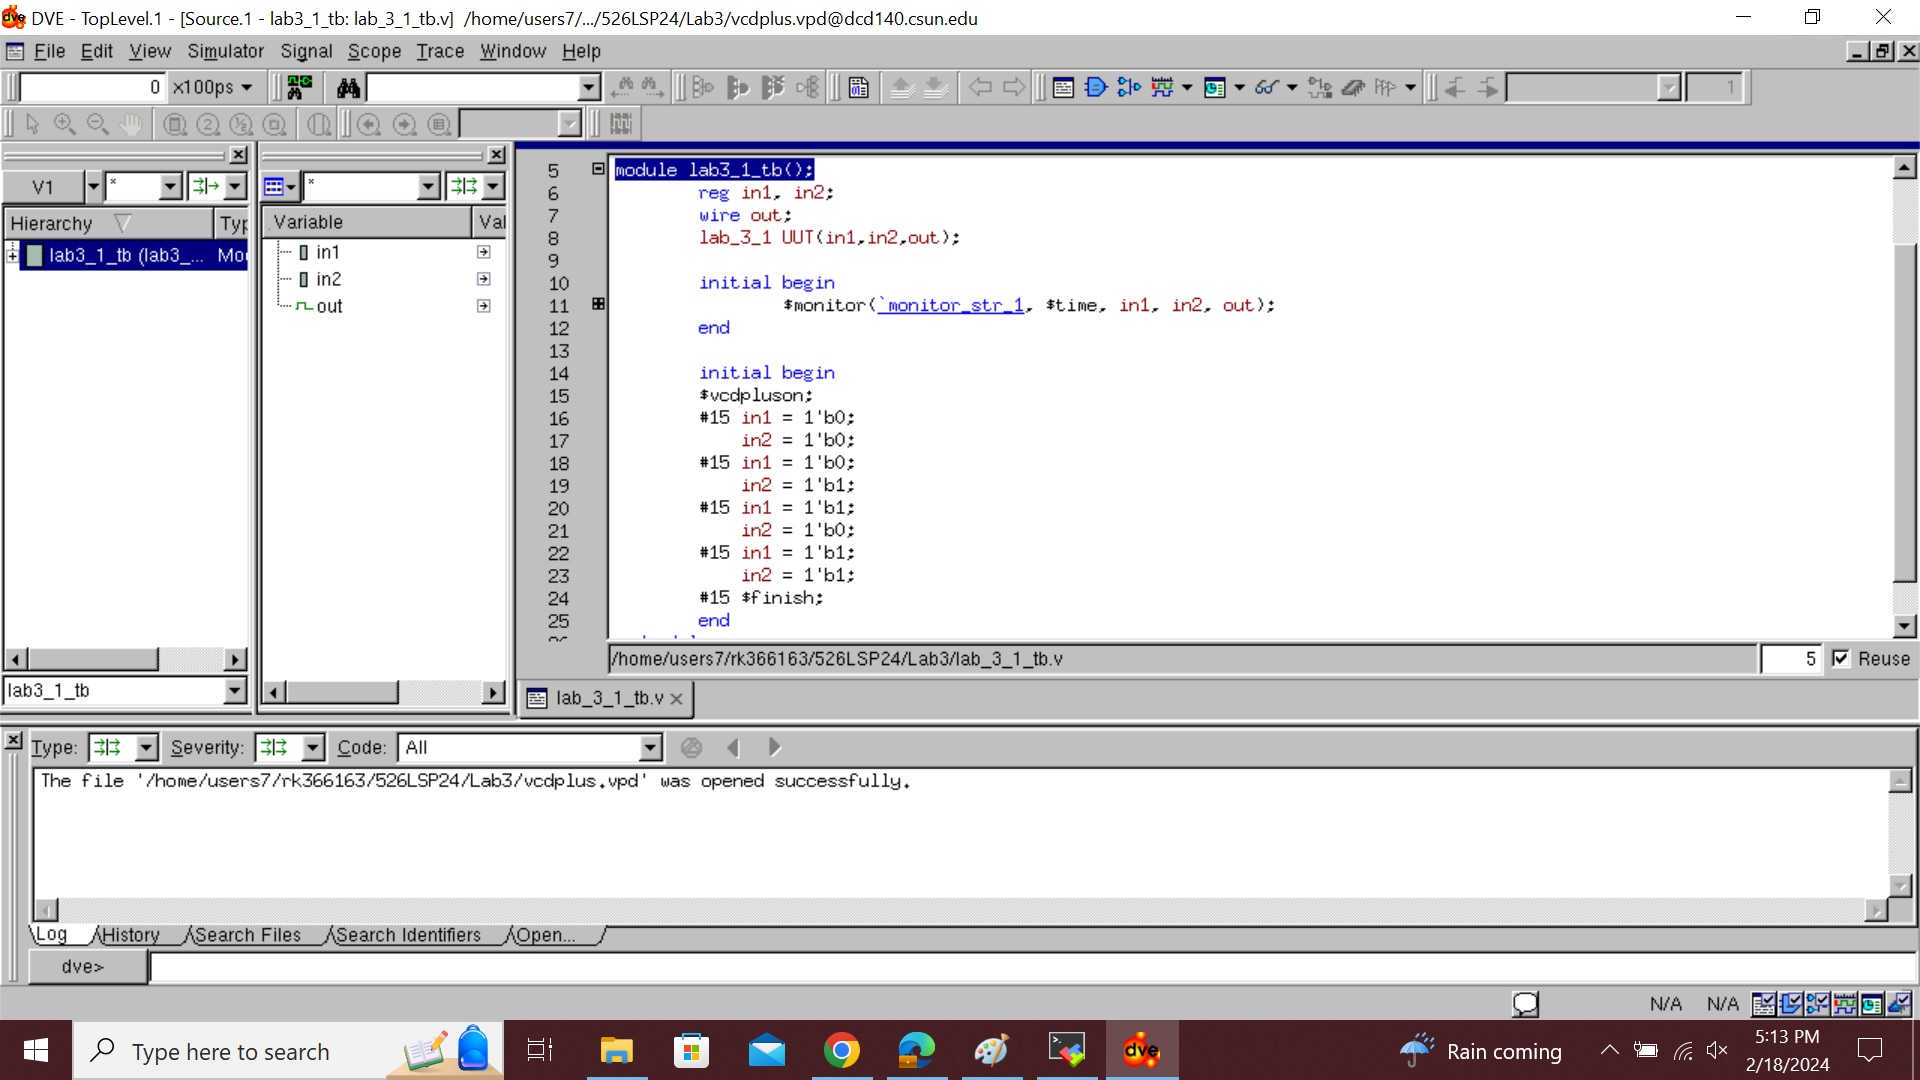 DVE - TopLevel.1 - [Source.1 - lab3_1_tb: lab_3_1_tb.v]  /home/users7/.../526LSP24/Lab3/vcdplus.vpd@dcd140.csun.edu
File Edit View Simulator Signal Scope Trace Window Help
0 x100ps
1
V1 * *
Hierarchy Typ
lab3_1_tb (lab3_... Mo
lab3_1_tb
Variable Val
in1
in2
out
5 module lab3_1_tb();
6 reg in1, in2;
7 wire out;
8 lab_3_1 UUT(in1,in2,out);
9
10 initial begin
11 $monitor(`monitor_str_1, $time, in1, in2, out);
12 end
13
14 initial begin
15 $vcdpluson;
16 #15 in1 = 1'b0;
17 in2 = 1'b0;
18 #15 in1 = 1'b0;
19 in2 = 1'b1;
20 #15 in1 = 1'b1;
21 in2 = 1'b0;
22 #15 in1 = 1'b1;
23 in2 = 1'b1;
24 #15 $finish;
25 end
/home/users7/rk366163/526LSP24/Lab3/lab_3_1_tb.v 5 Reuse
lab_3_1_tb.v
Type: Severity: Code: All
The file '/home/users7/rk366163/526LSP24/Lab3/vcdplus.vpd' was opened successfully.
Log History Search Files Search Identifiers Open...
dve>
N/A N/A
Type here to search
dve
Rain coming
5:13 PM
2/18/2024